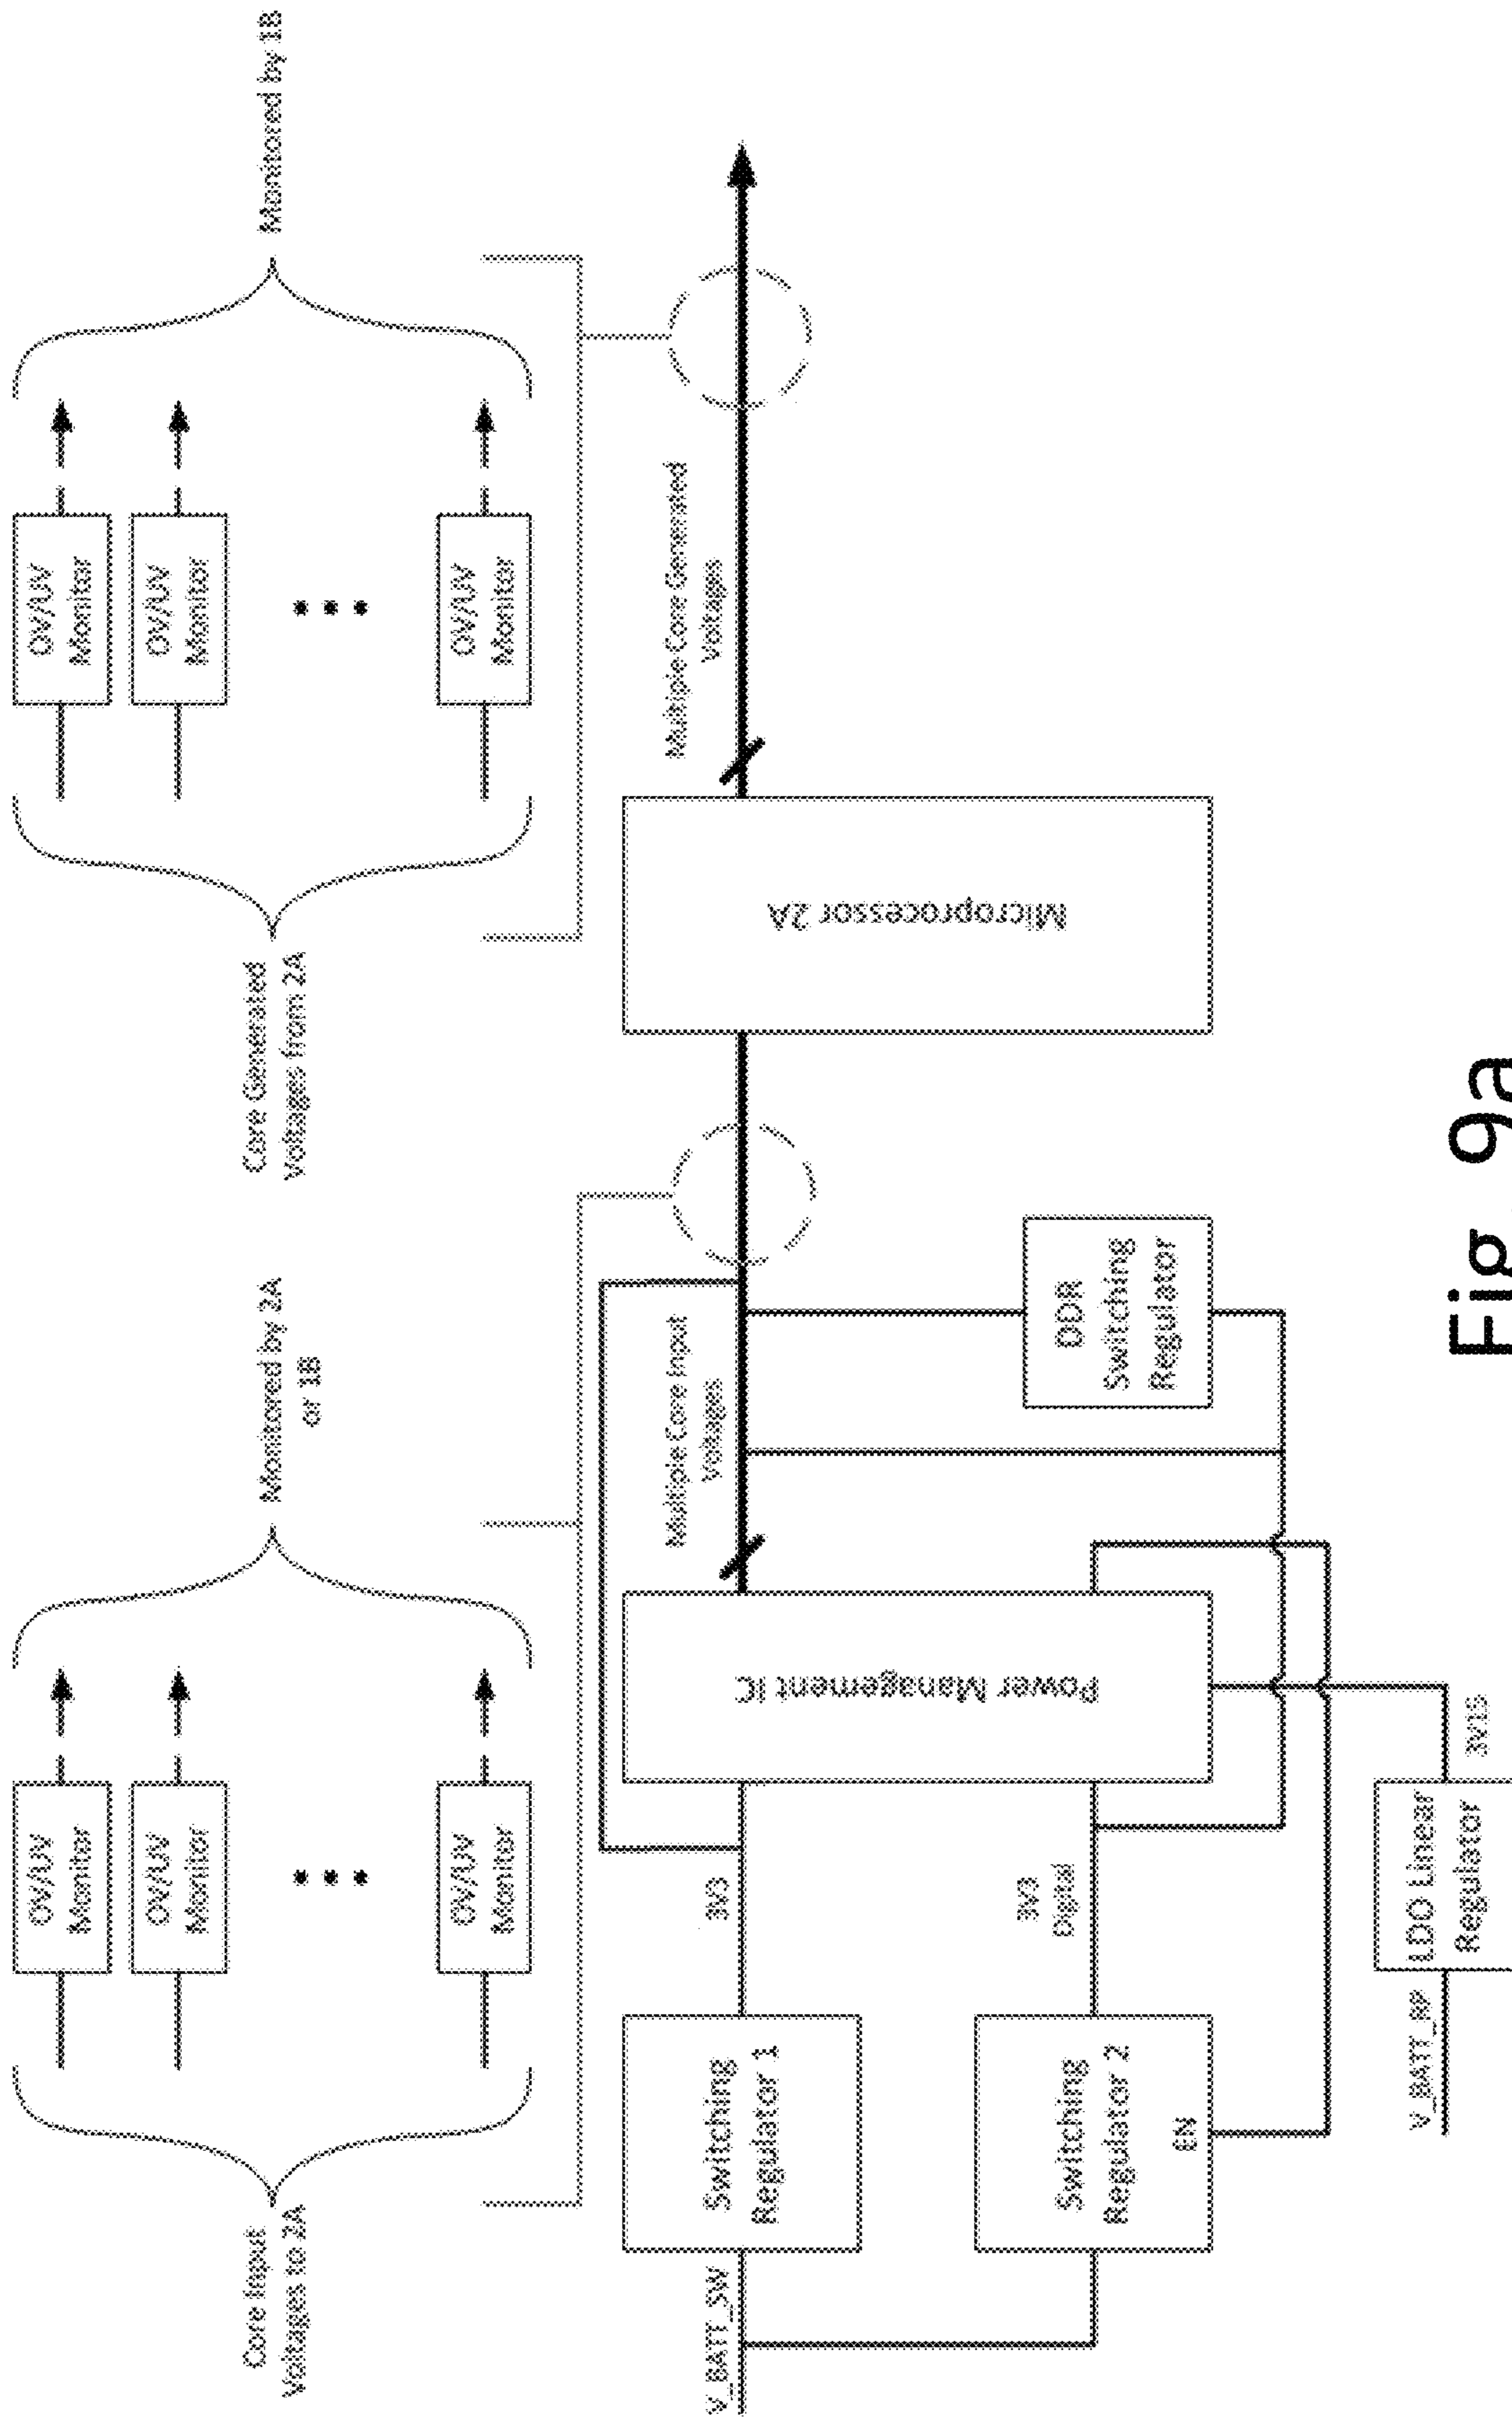 Core Input
Voltages to 2A
OV/UV
Monitor
OV/UV
Monitor
OV/UV
Monitor
Monitored by 2A
or 1B
Core Generated
Voltages from 2A
OV/UV
Monitor
OV/UV
Monitor
OV/UV
Monitor
Monitored by 1B
V_BATT_SW
Switching
Regulator 1
3V3
Power Management IC
Multiple Core Input
Voltages
Microprocessor 2A
Multiple Core Generated
Voltages
Switching
Regulator 2
EN
3V3
Digital
DDR
Switching
Regulator
V_BATT_RP
LDO Linear
Regulator
3V15
Fig. 9a